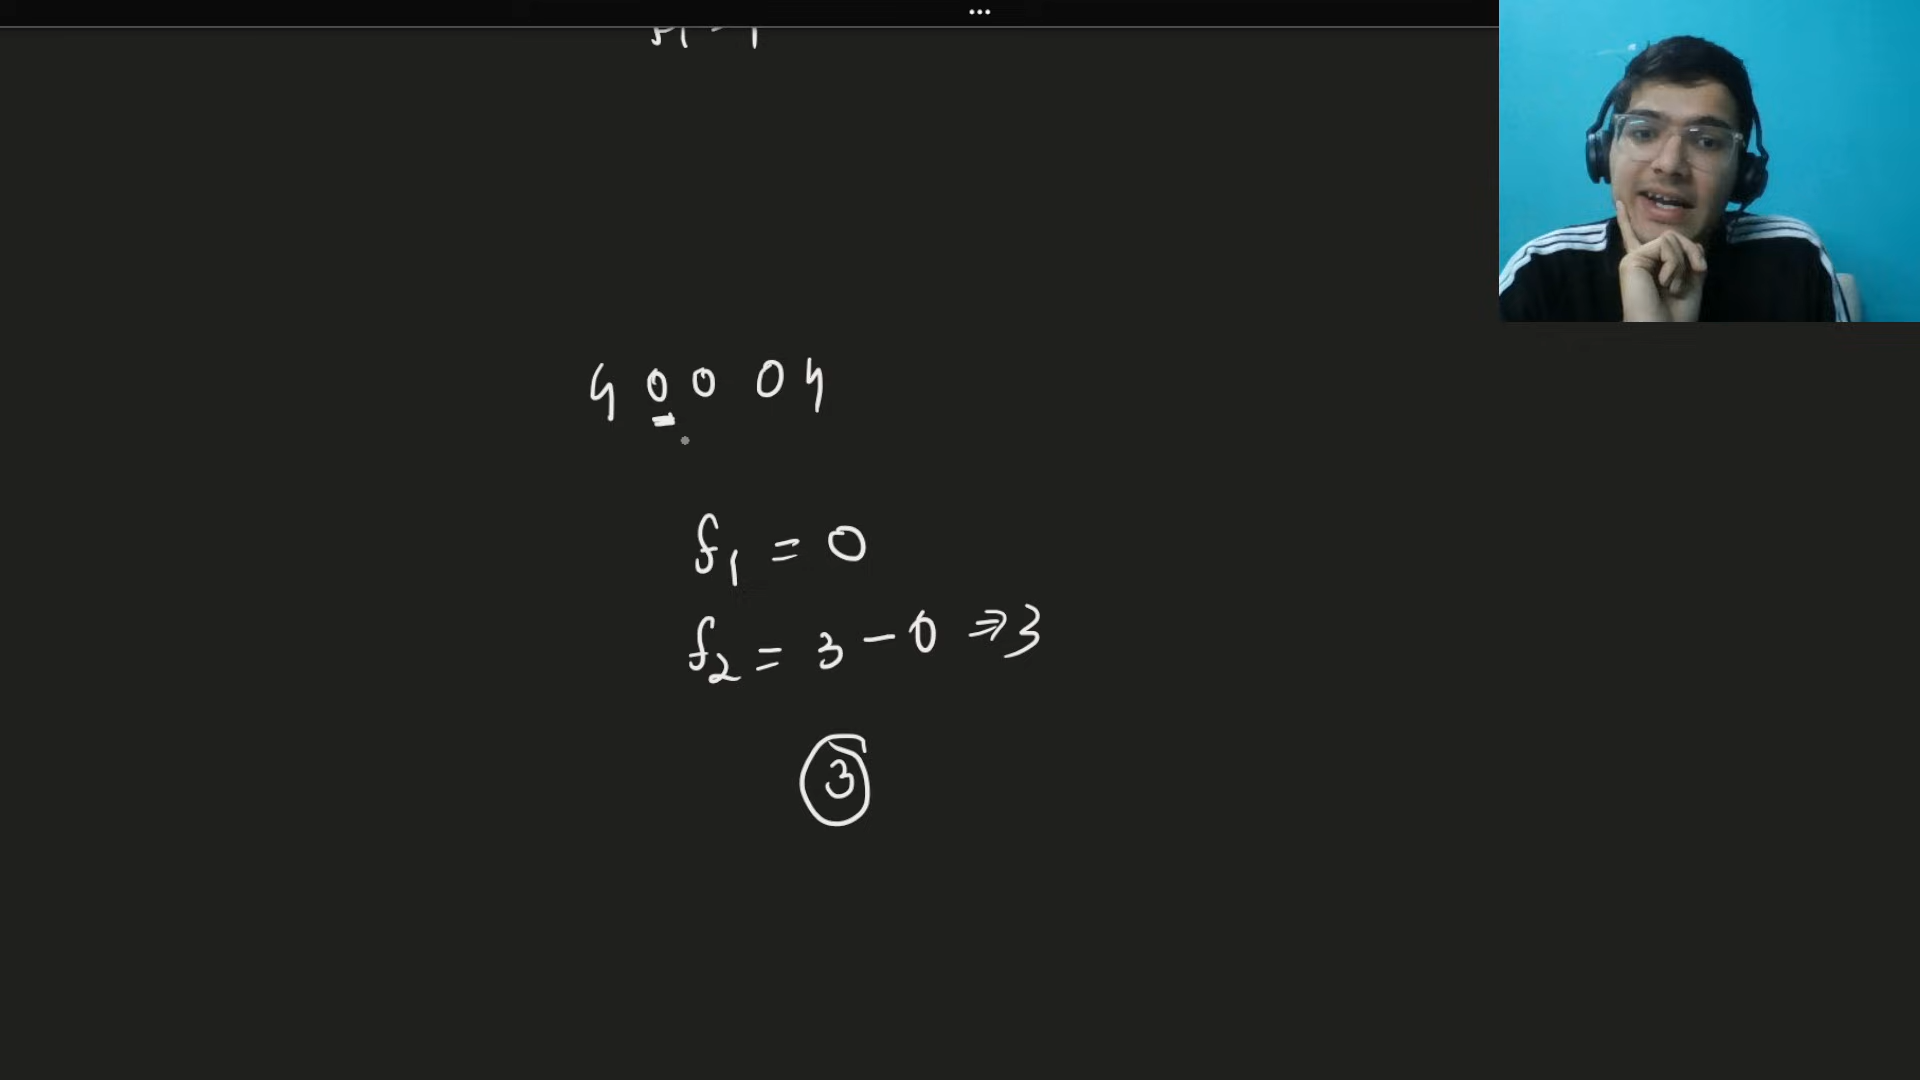 ...
4 0 0 0 4
f1 = 0
f2 = 3 - 0 => 3
3